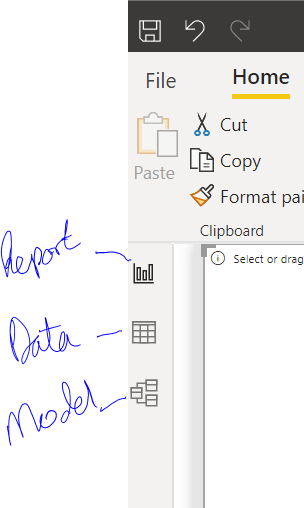 File Home
Cut
Paste
Copy
Format pai
Clipboard
Report
Select or drag
Data
Model